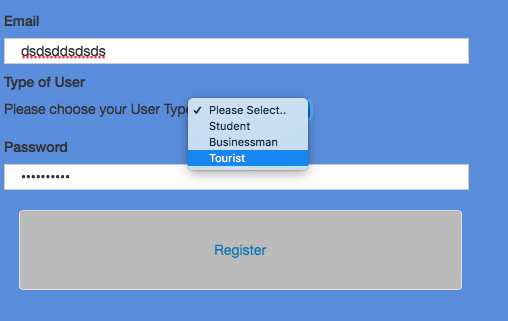 Email
dsdsddsdsds
Type of User
Please choose your User Type
✓ Please Select..
Student
Businessman
Tourist
Password
••••••••••
Register